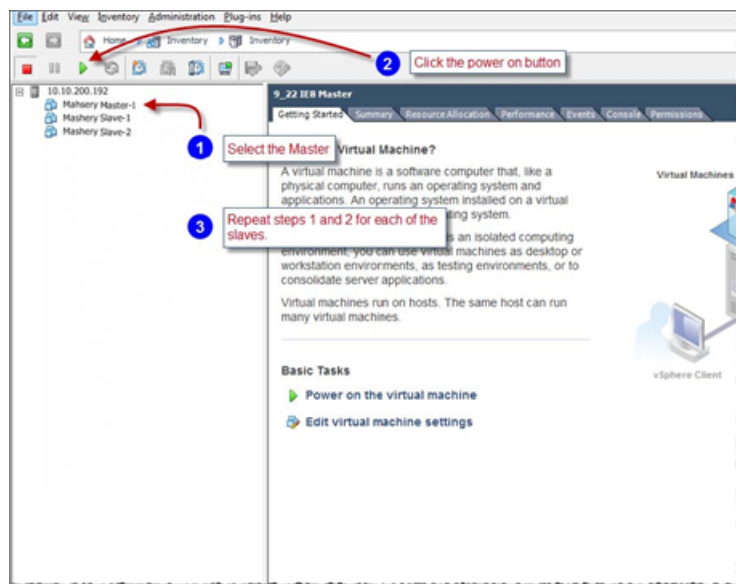 File Edit View Inventory Administration Plug-ins Help
Home Inventory Inventory
2 Click the power on button
10.10.200.192
Mahsery Master-1
Mashery Slave-1
Mashery Slave-2
9_22 IE8 Master
Getting Started Summary Resource Allocation Performance Events Console Permissions
1 Select the Master
Virtual Machine?
A virtual machine is a software computer that, like a
physical computer, runs an operating system and
applications. An operating system installed on a virtual
ting system.
3 Repeat steps 1 and 2 for each of the
slaves.
is an isolated computing
environment, you can use virtual machines as desktop or
workstation environments, as testing environments, or to
consolidate server applications.
Virtual machines run on hosts. The same host can run
many virtual machines.
Virtual Machines
vSphere Client
Basic Tasks
Power on the virtual machine
Edit virtual machine settings